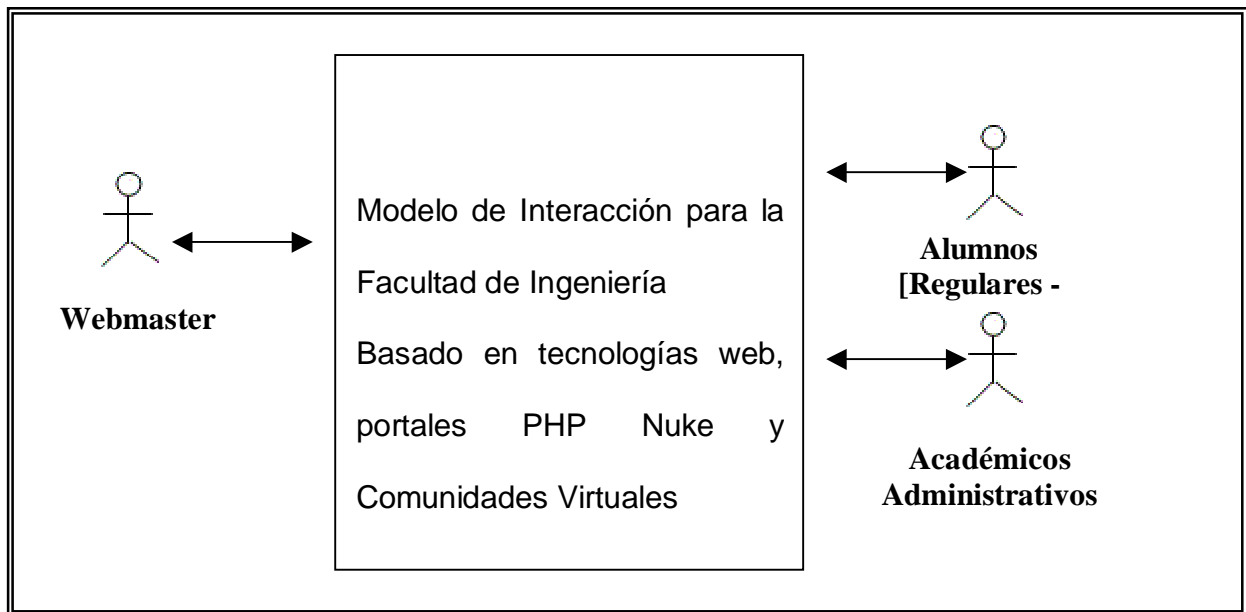 Webmaster
Modelo de Interacción para la
Facultad de Ingeniería
Basado en tecnologías web,
portales PHP Nuke y
Comunidades Virtuales
Alumnos
[Regulares -
Académicos
Administrativos